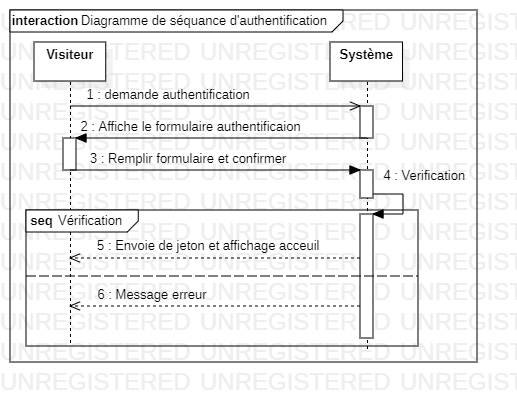 interaction Diagramme de séquance d'authentification
Visiteur
Système
1 : demande authentification
2 : Affiche le formulaire authentificaion
3 : Remplir formulaire et confirmer
4 : Verification
seq Vérification
5 : Envoie de jeton et affichage acceuil
6 : Message erreur
UNREGISTERED